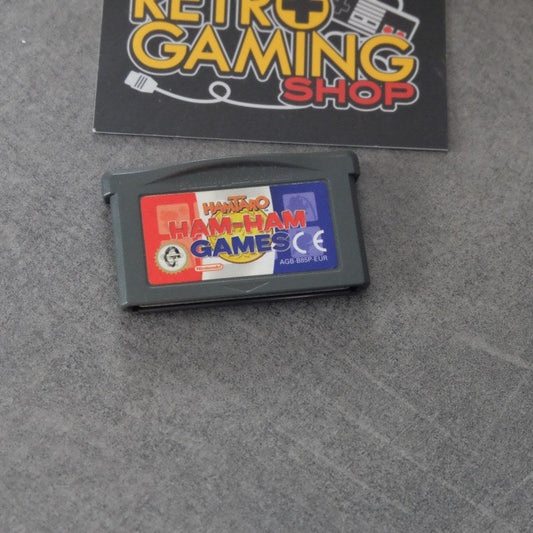 RETRO
GAMING
SHOP
HAMTARO
HAM-HAM
GAMES
CE
Nintendo
AGB-B85P-EUR